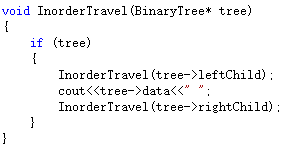 void InorderTravel(BinaryTree* tree)
{
    if (tree)
    {
        InorderTravel(tree->leftChild);
        cout<<tree->data<<" ";
        InorderTravel(tree->rightChild);
    }
}